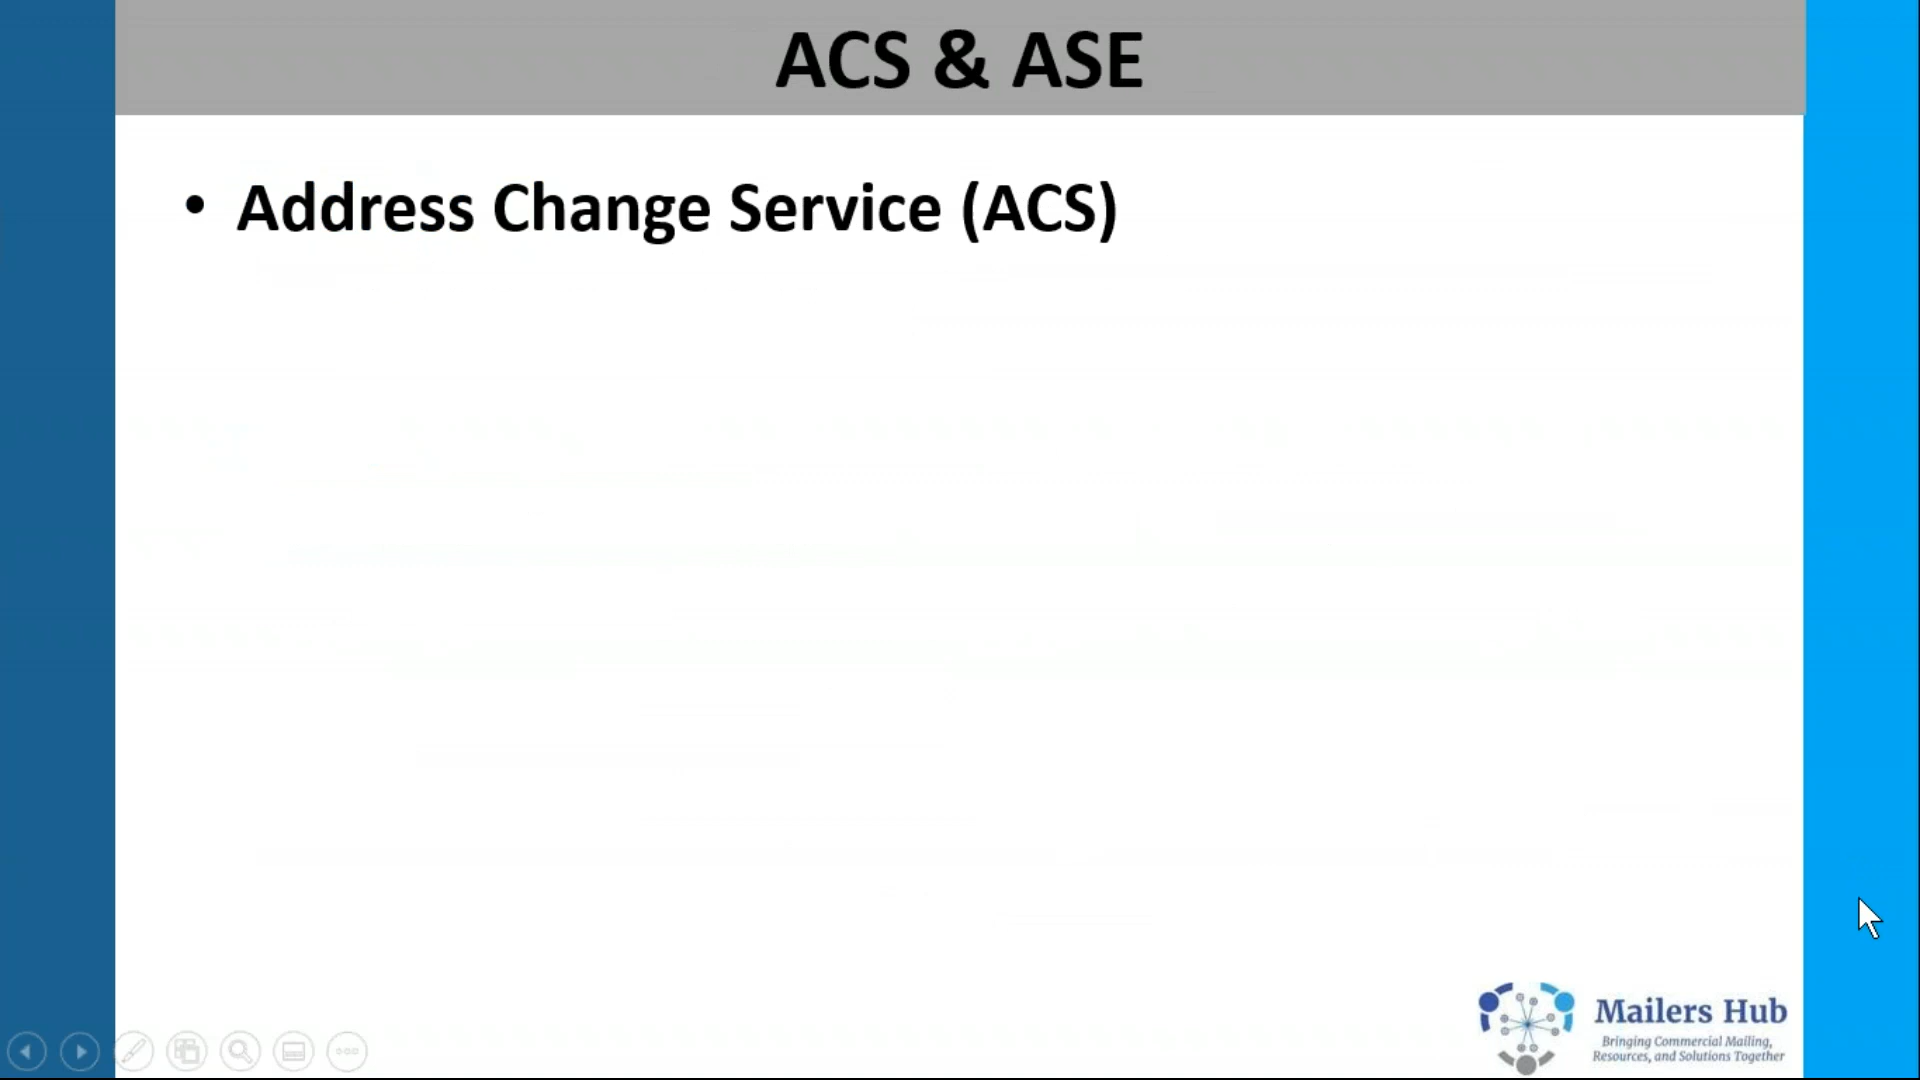 ACS & ASE
• Address Change Service (ACS)
Mailers Hub
Bringing Commercial Mailing,
Resources, and Solutions Together